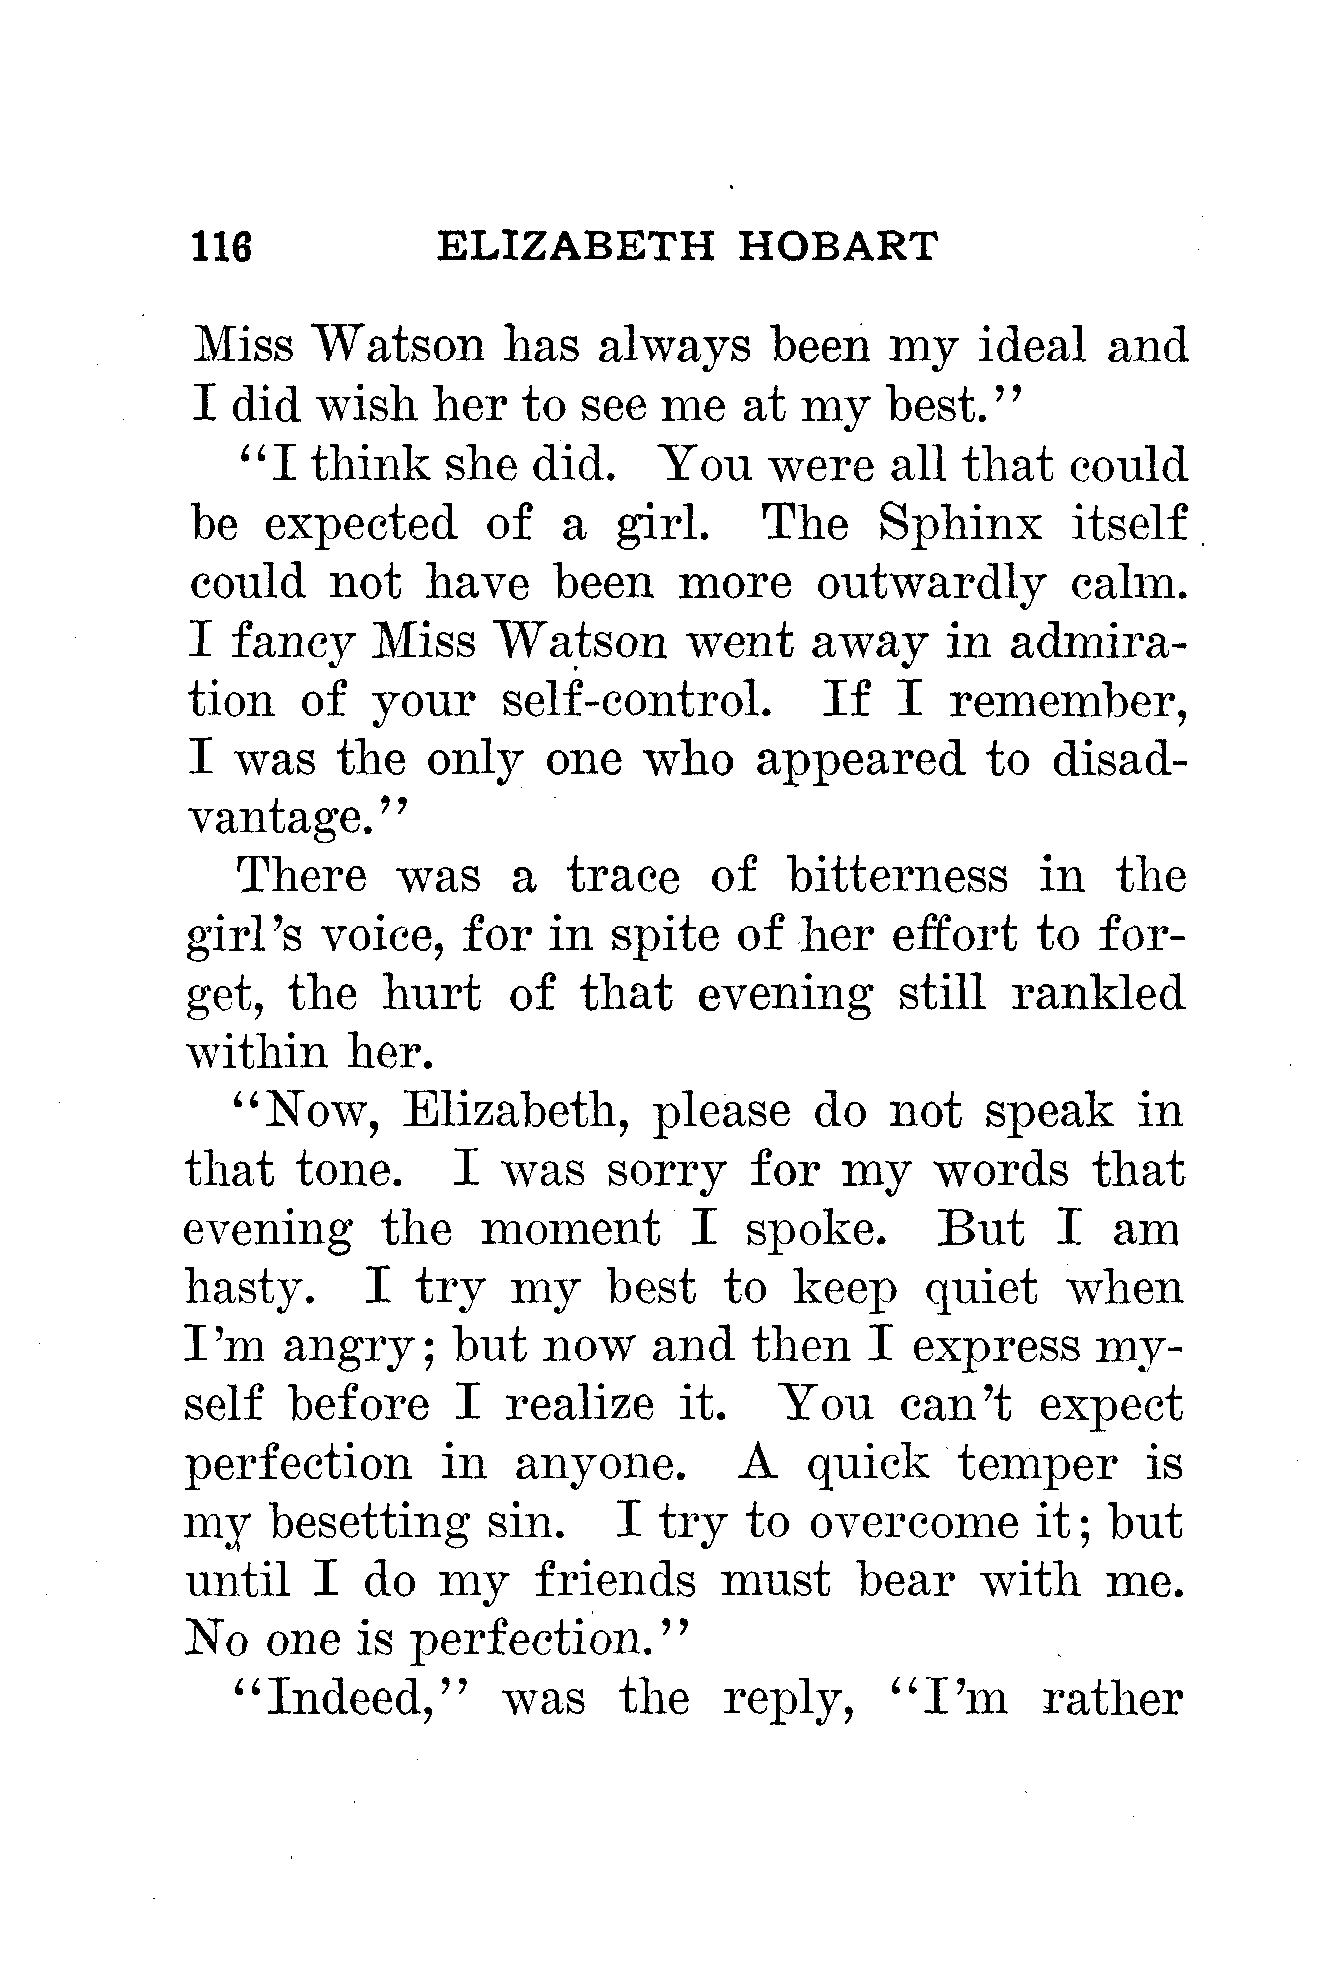 116 ELIZABETH HOBART
Miss Watson has always been my ideal and
I did wish her to see me at my best.''
``I think she did. You were all that could
be expected of a girl. The Sphinx itself
could not have been more outwardly calm.
I fancy Miss Watson went away in admira-
tion of your self-control. If I remember,
I was the only one who appeared to disad-
vantage.''
There was a trace of bitterness in the
girl's voice, for in spite of her effort to for-
get, the hurt of that evening still rankled
within her.
``Now, Elizabeth, please do not speak in
that tone. I was sorry for my words that
evening the moment I spoke. But I am
hasty. I try my best to keep quiet when
I'm angry; but now and then I express my-
self before I realize it. You can't expect
perfection in anyone. A quick temper is
my besetting sin. I try to overcome it; but
until I do my friends must bear with me.
No one is perfection.''
``Indeed,'' was the reply, ``I'm rather